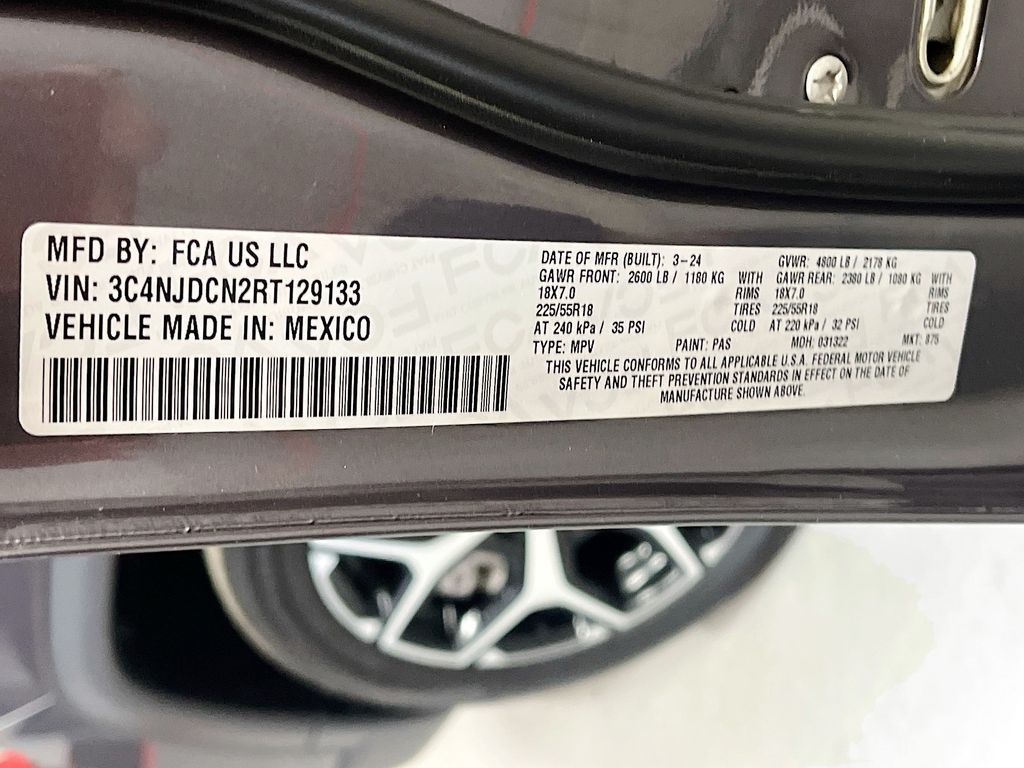 MFD BY: FCA US LLC
VIN: 3C4NJDCN2RT129133
VEHICLE MADE IN: MEXICO
DATE OF MFR (BUILT): 3-24 GVWR: 4800 LB / 2178 KG
GAWR FRONT: 2600 LB / 1180 KG WITH GAWR REAR: 2380 LB / 1080 KG WITH
18X7.0 RIMS 18X7.0 RIMS
225/55R18 TIRES 225/55R18 TIRES
AT 240 kPa / 35 PSI COLD AT 220 kPa / 32 PSI COLD
TYPE: MPV PAINT: PAS MDH: 031322 MKT: 875
THIS VEHICLE CONFORMS TO ALL APPLICABLE U.S.A. FEDERAL MOTOR VEHICLE
SAFETY AND THEFT PREVENTION STANDARDS IN EFFECT ON THE DATE OF
MANUFACTURE SHOWN ABOVE.